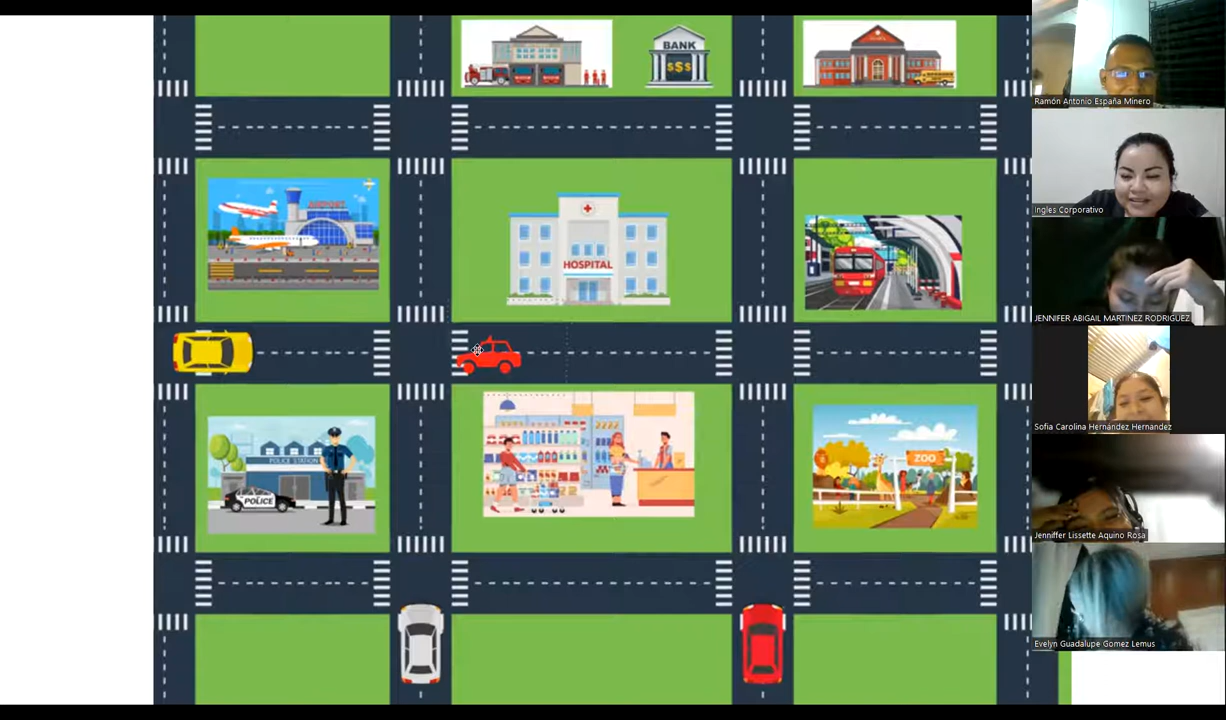 BANK
$$$
Ramón Antonio España Minero
Ingles Corporativo
HOSPITAL
JENNIFER ABIGAIL MARTINEZ RODRIGUEZ
Sofia Carolina Hernández Hernandez
POLICE STATION
ZOO
POLICE
Jenniffer Lissette Aquino Rosa
Evelyn Guadalupe Gomez Lemus